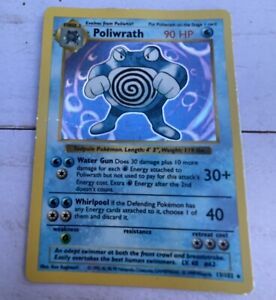 Evolves from Poliwhirl
Put Poliwrath on the Stage 1 card
Poliwrath 90 HP
Tadpole Pokémon. Length: 4' 3", Weight: 119 lbs.
Water Gun Does 30 damage plus 10
more damage for each Energy attached to
Poliwrath but not used to pay for this attack's
Energy cost. Extra Energy after the 2nd
doesn't count.
30+
Whirlpool If the Defending Pokémon has
any Energy cards attached to it, choose 1 of
them and discard it.
40
weakness resistance retreat cost
An adept swimmer at both the front crawl and breaststroke.
Easily overtakes the best human swimmers. LV. 48 #62
13/102